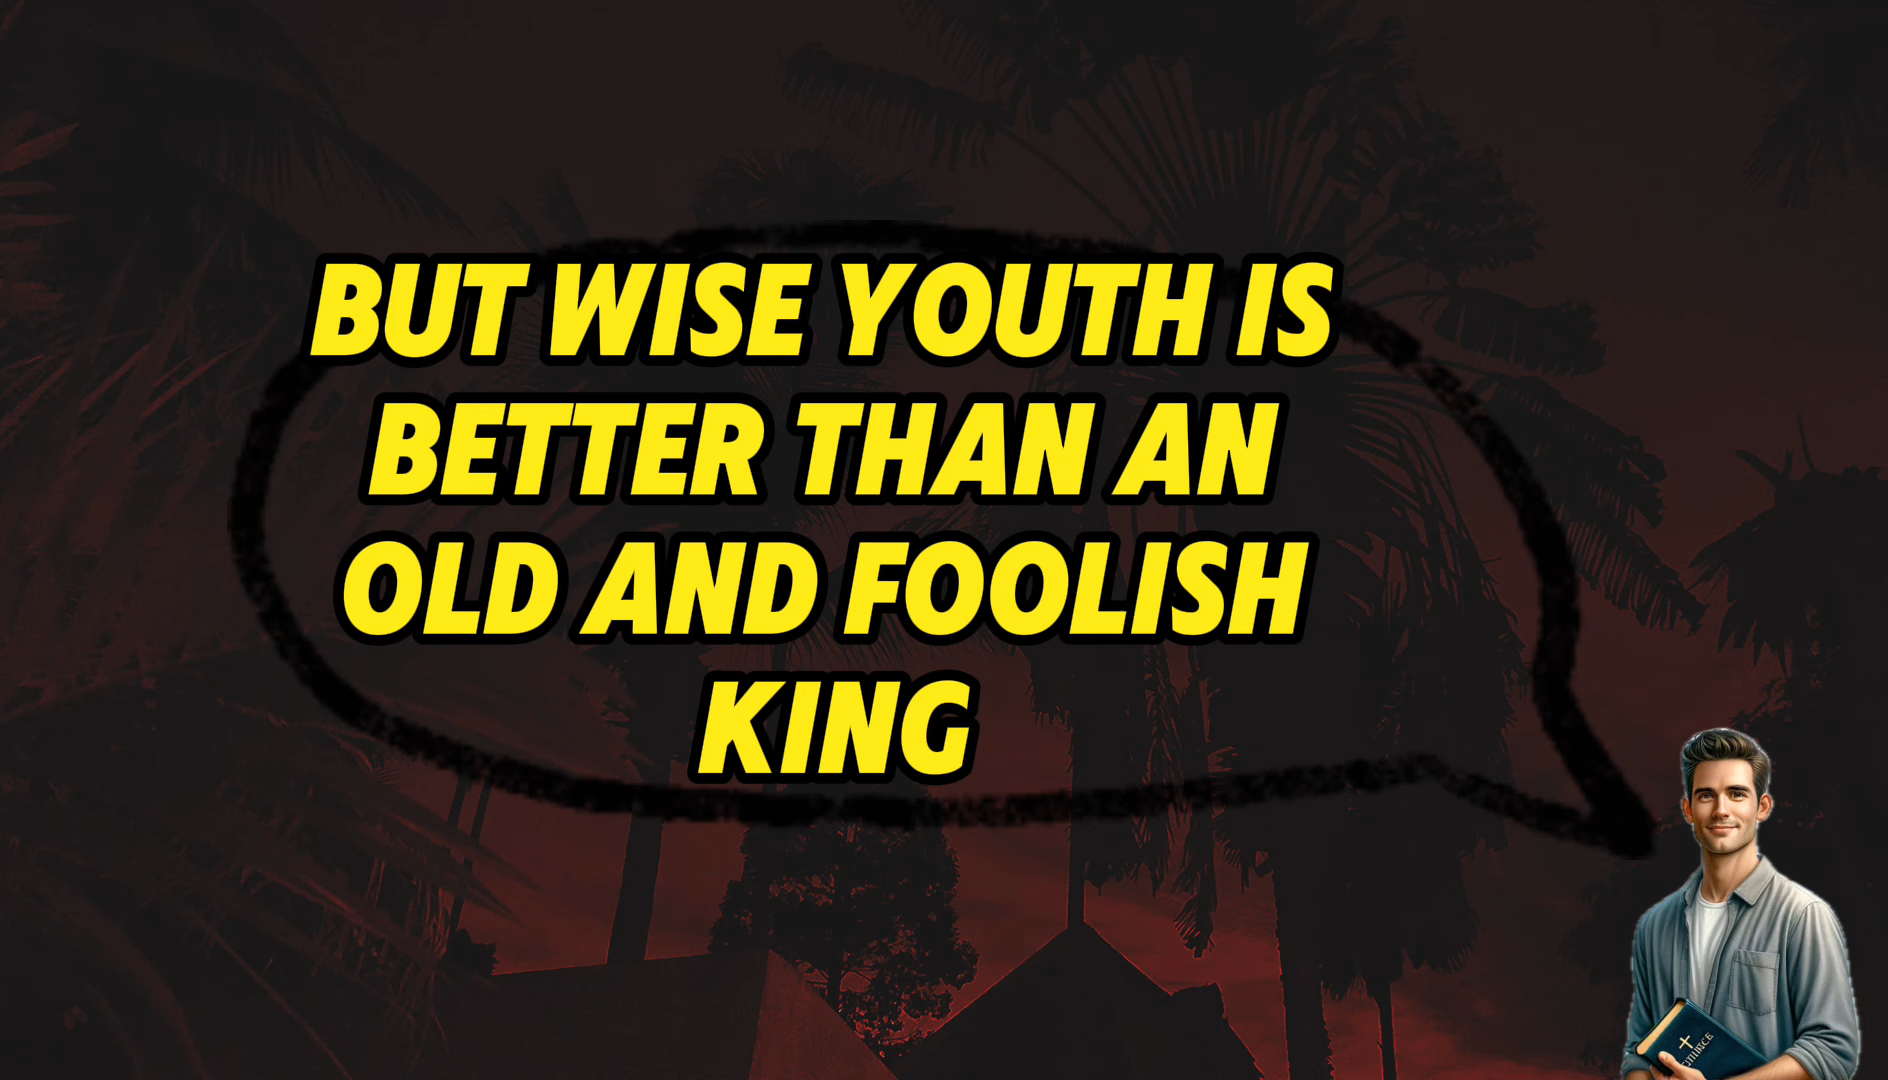 BUT WISE YOUTH IS
BETTER THAN AN
OLD AND FOOLISH
KING